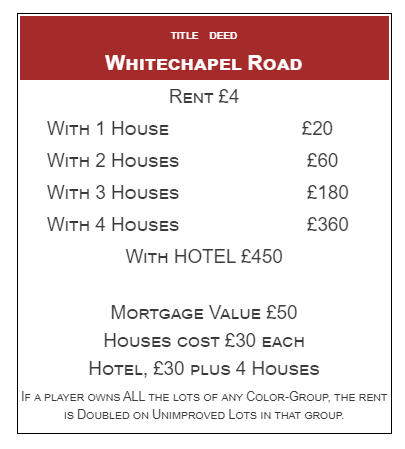 TITLE DEED
WHITECHAPEL ROAD
RENT £4
WITH 1 HOUSE £20
WITH 2 HOUSES £60
WITH 3 HOUSES £180
WITH 4 HOUSES £360
WITH HOTEL £450
MORTGAGE VALUE £50
HOUSES COST £30 EACH
HOTEL, £30 PLUS 4 HOUSES
IF A PLAYER OWNS ALL THE LOTS OF ANY COLOR-GROUP, THE RENT
IS DOUBLED ON UNIMPROVED LOTS IN THAT GROUP.